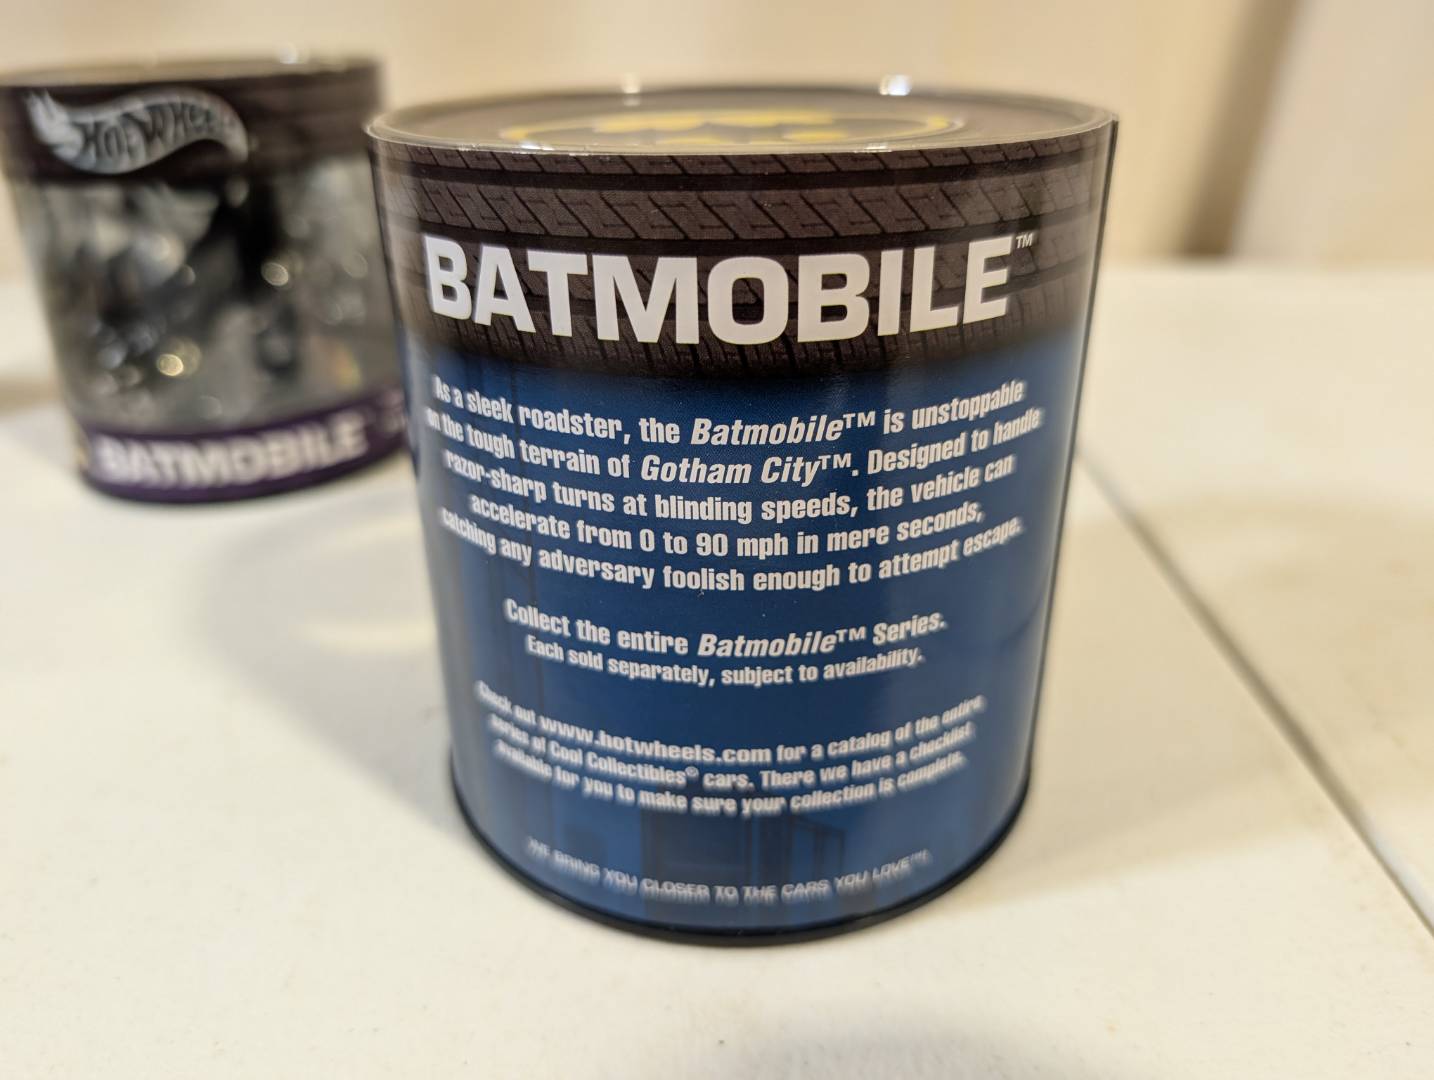 HOT WHEELS
BATMOBILE
BATMOBILE™
As a sleek roadster, the Batmobile™ is unstoppable
on the tough terrain of Gotham City™. Designed to handle
razor-sharp turns at blinding speeds, the vehicle can
accelerate from 0 to 90 mph in mere seconds,
catching any adversary foolish enough to attempt escape.
Collect the entire Batmobile™ Series.
Each sold separately, subject to availability.
Check out www.hotwheels.com for a catalog of the entire
series of Cool Collectibles® cars. There we have a checklist
available for you to make sure your collection is complete.
WE BRING YOU CLOSER TO THE CARS YOU LOVE™!